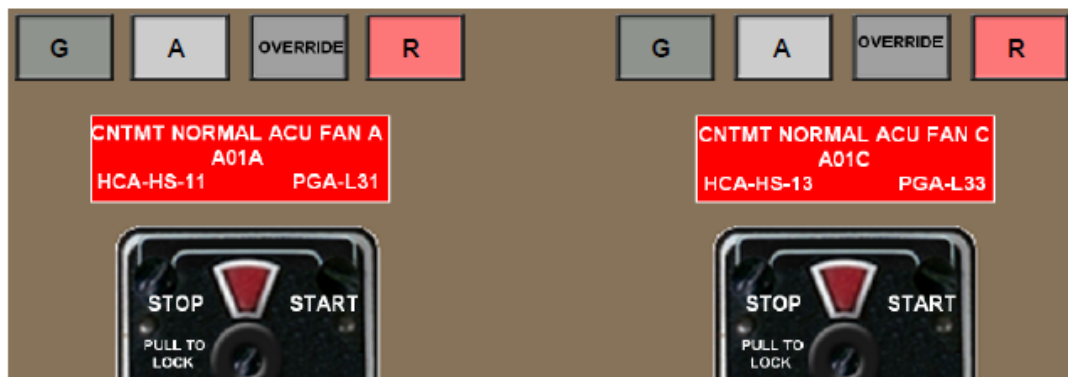 G A OVERRIDE R
G A OVERRIDE R
CNTMT NORMAL ACU FAN A
A01A
HCA-HS-11 PGA-L31
CNTMT NORMAL ACU FAN C
A01C
HCA-HS-13 PGA-L33
STOP START
PULL TO
LOCK
STOP START
PULL TO
LOCK